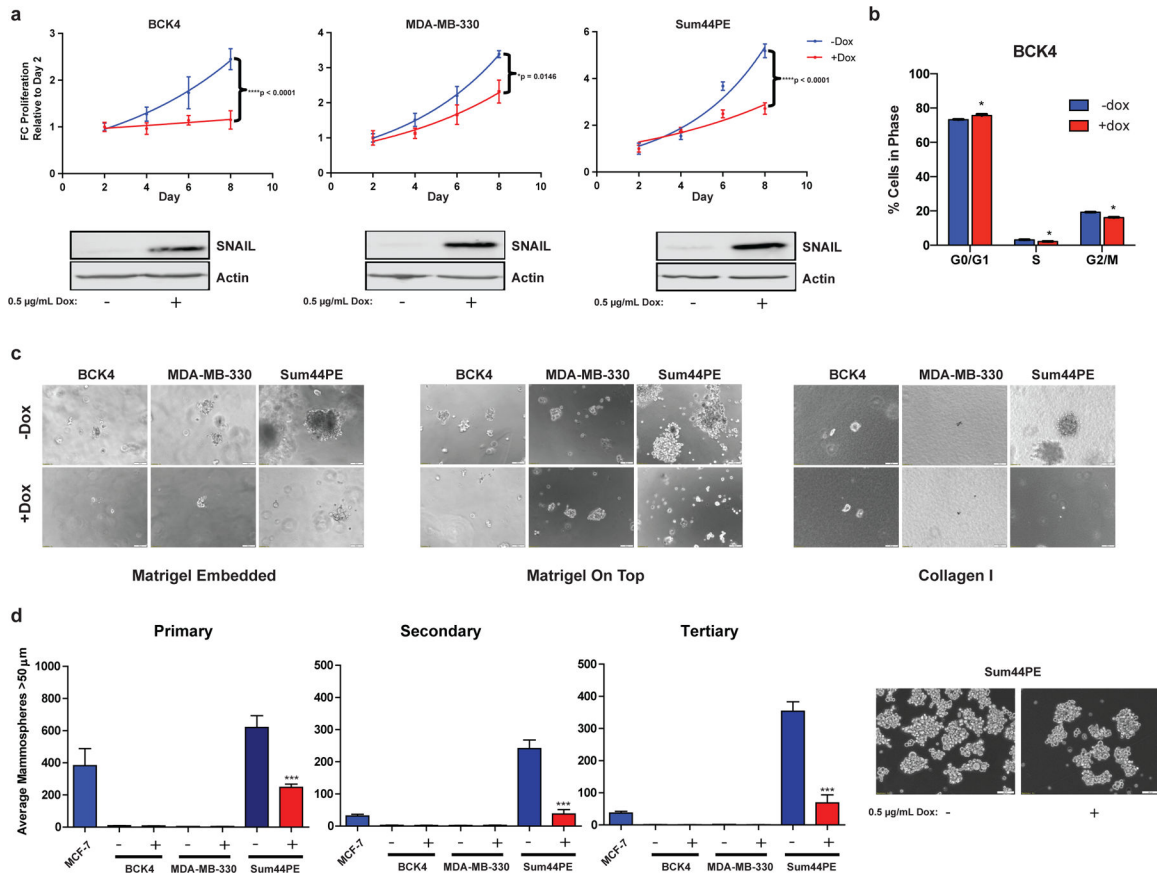 a
BCK4
MDA-MB-330
Sum44PE
FC Proliferation
Relative to Day 2
3
2
1
0
0 2 4 6 8 10
Day
****p < 0.0001
4
3
2
1
0
0 2 4 6 8 10
Day
*p = 0.0146
6
4
2
0
0 2 4 6 8 10
Day
-Dox
+Dox
****p < 0.0001
SNAIL
Actin
0.5 µg/mL Dox: - +
SNAIL
Actin
0.5 µg/mL Dox: - +
SNAIL
Actin
0.5 µg/mL Dox: - +
b
BCK4
% Cells in Phase
100
80
60
40
20
0
-dox
+dox
*
*
*
G0/G1 S G2/M
c
BCK4 MDA-MB-330 Sum44PE
BCK4 MDA-MB-330 Sum44PE
BCK4 MDA-MB-330 Sum44PE
-Dox
+Dox
Matrigel Embedded
Matrigel On Top
Collagen I
d
Primary
Average Mammospheres >50µm
1000
800
600
400
200
0
***
- + - + - +
MCF-7 BCK4 MDA-MB-330 Sum44PE
Secondary
500
400
300
200
100
0
***
- + - + - +
MCF-7 BCK4 MDA-MB-330 Sum44PE
Tertiary
500
400
300
200
100
0
***
- + - + - +
MCF-7 BCK4 MDA-MB-330 Sum44PE
Sum44PE
0.5 µg/mL Dox: - +